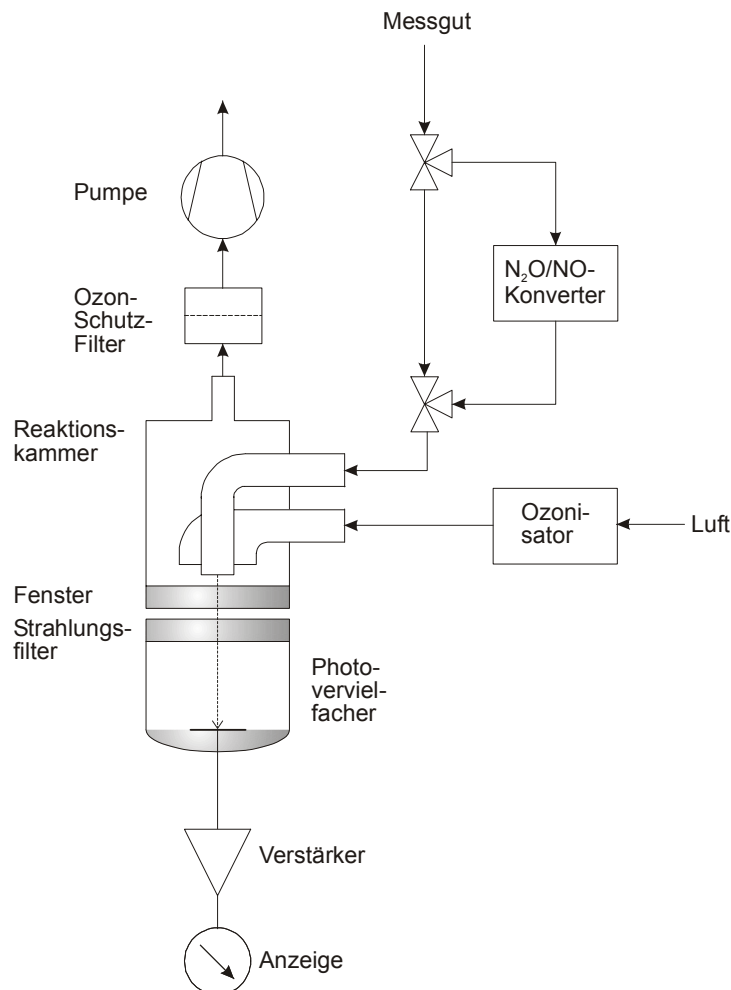 Messgut
Pumpe
N₂O/NO-
Konverter
Ozon-
Schutz-
Filter
Reaktions-
kammer
Ozoni-
sator
Luft
Fenster
Strahlungs-
filter
Photo-
verviel-
facher
Verstärker
Anzeige